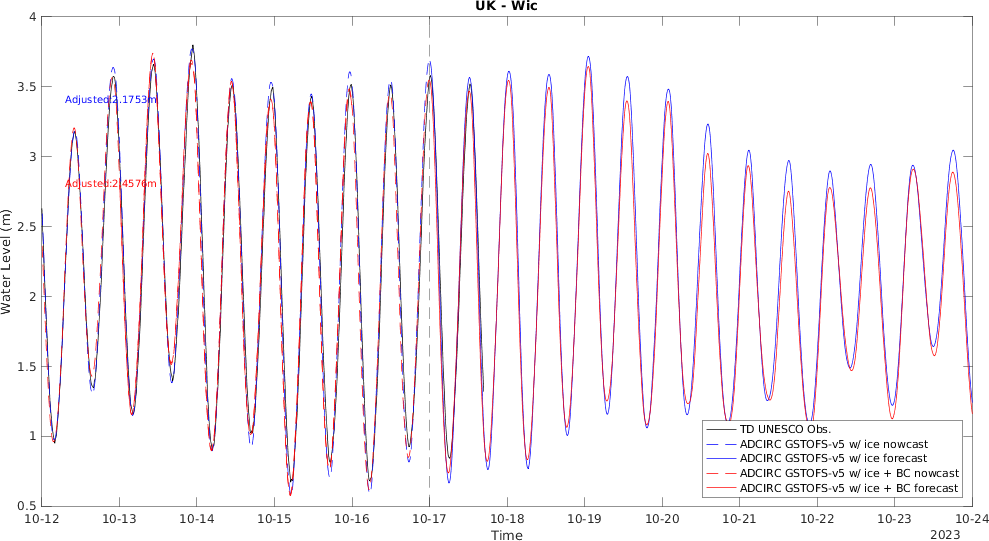 UK - Wic
4
3.5
3
2.5
2
1.5
1
0.5
Water Level (m)
Adjusted:2.1753m
Adjusted:2.4576m
TD UNESCO Obs.
ADCIRC GSTOFS-v5 w/ ice nowcast
ADCIRC GSTOFS-v5 w/ ice forecast
ADCIRC GSTOFS-v5 w/ ice + BC nowcast
ADCIRC GSTOFS-v5 w/ ice + BC forecast
10-12 10-13 10-14 10-15 10-16 10-17 10-18 10-19 10-20 10-21 10-22 10-23 10-24
Time
2023